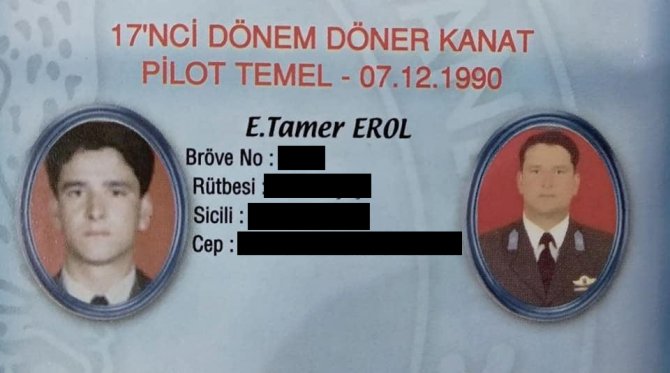 17'NCİ DÖNEM DÖNER KANAT
PİLOT TEMEL - 07.12.1990
E.Tamer EROL
Bröve No :
Rütbesi :
Sicili :
Cep :